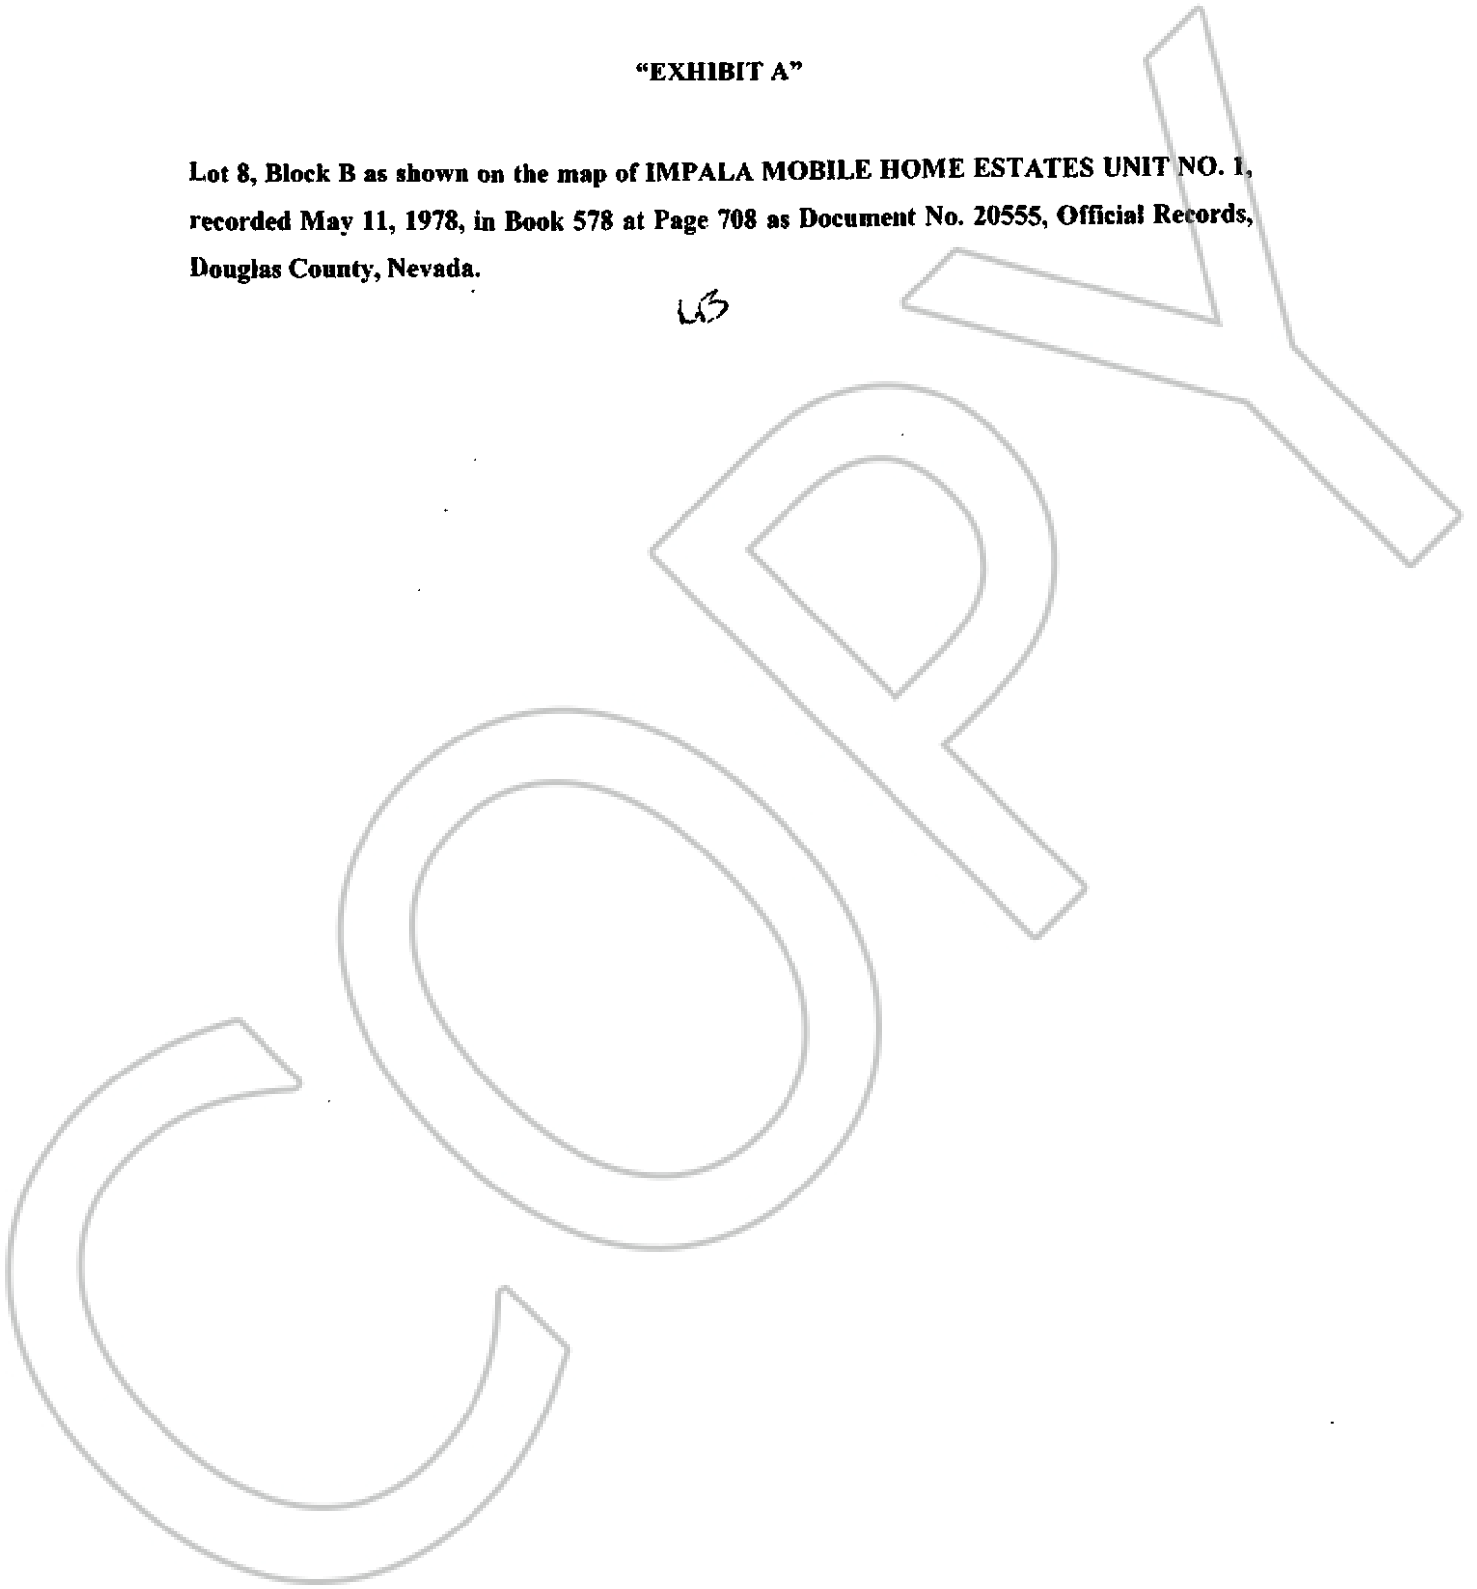 “EXHIBIT A”
Lot 8, Block B as shown on the map of IMPALA MOBILE HOME ESTATES UNIT NO. 1,
recorded May 11, 1978, in Book 578 at Page 708 as Document No. 20555, Official Records,
Douglas County, Nevada.
COPY